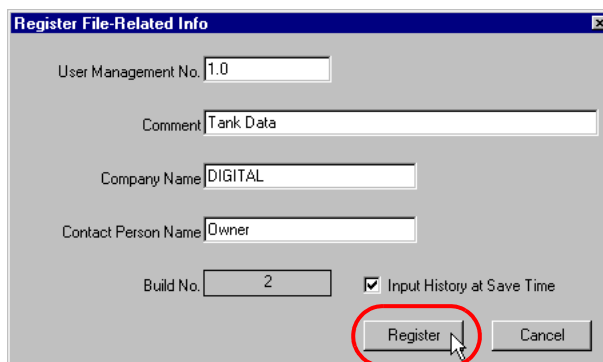 Register File-Related Info
User Management No. 1.0
Comment Tank Data
Company Name DIGITAL
Contact Person Name Owner
Build No. 2 Input History at Save Time
Register Cancel